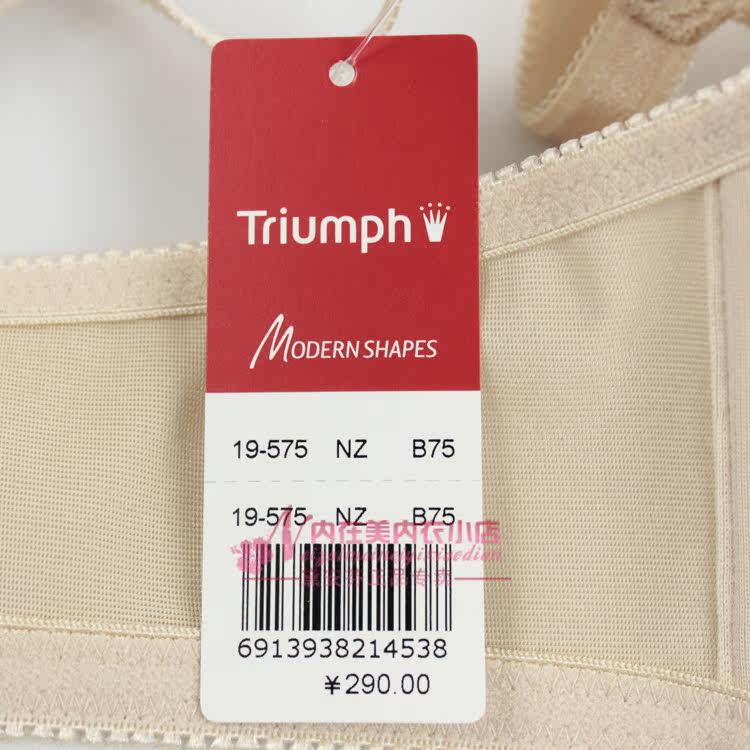 Triumph
MODERN SHAPES
19-575 NZ B75
19-575 NZ B75
内在美内衣小店
6913938214538
¥290.00